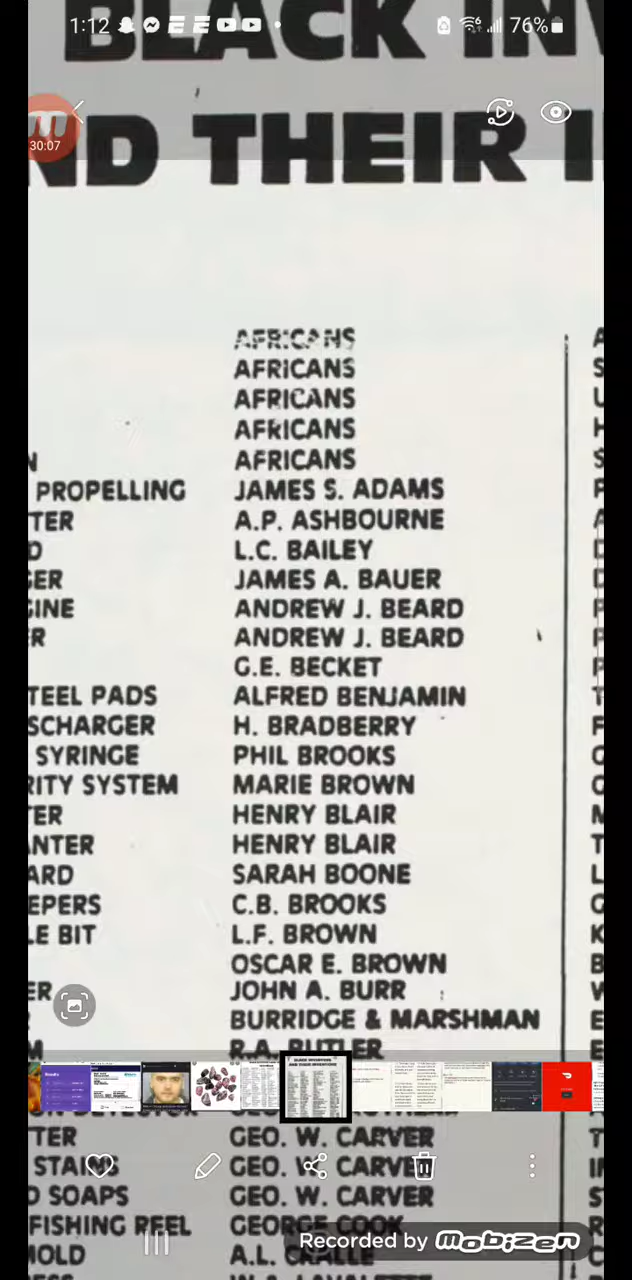 1:12 76%
BLACK INV
30:07
ND THEIR I
AFRICANS A
AFRICANS S
AFRICANS U
AFRICANS H
N AFRICANS S
PROPELLING JAMES S. ADAMS P
TER A.P. ASHBOURNE A
D L.C. BAILEY D
GER JAMES A. BAUER D
GINE ANDREW J. BEARD P
R ANDREW J. BEARD P
G.E. BECKET P
TEEL PADS ALFRED BENJAMIN T
SCHARGER H. BRADBERRY F
SYRINGE PHIL BROOKS G
RITY SYSTEM MARIE BROWN G
TER HENRY BLAIR M
ANTER HENRY BLAIR T
ARD SARAH BOONE L
EPERS C.B. BROOKS G
LE BIT L.F. BROWN K
OSCAR E. BROWN B
ER JOHN A. BURR W
BURRIDGE & MARSHMAN E
M R.A. BUTLER E
TTER GEO. W. CARVER T
STAINS GEO. W. CARVER I
D SOAPS GEO. W. CARVER S
FISHING REEL GEORGE COOK R
Recorded by mobizen
MOLD A.L. CRALLE C